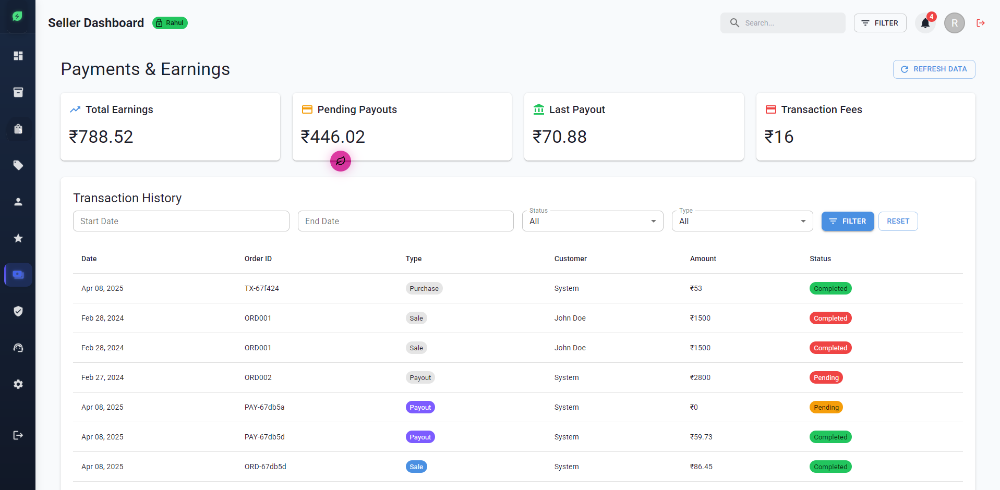 Seller Dashboard Rahul Search... FILTER 4 R
Payments & Earnings REFRESH DATA
Total Earnings Pending Payouts Last Payout Transaction Fees
₹788.52 ₹446.02 ₹70.88 ₹16
Transaction History
Status Type
Start Date End Date All All FILTER RESET
Date Order ID Type Customer Amount Status
Apr 08, 2025 TX-67f424 Purchase System ₹53 Completed
Feb 28, 2024 ORD001 Sale John Doe ₹1500 Completed
Feb 28, 2024 ORD001 Sale John Doe ₹1500 Completed
Feb 27, 2024 ORD002 Payout System ₹2800 Pending
Apr 08, 2025 PAY-67db5a Payout System ₹0 Pending
Apr 08, 2025 PAY-67db5d Payout System ₹59.73 Completed
Apr 08, 2025 ORD-67db5d Sale System ₹86.45 Completed